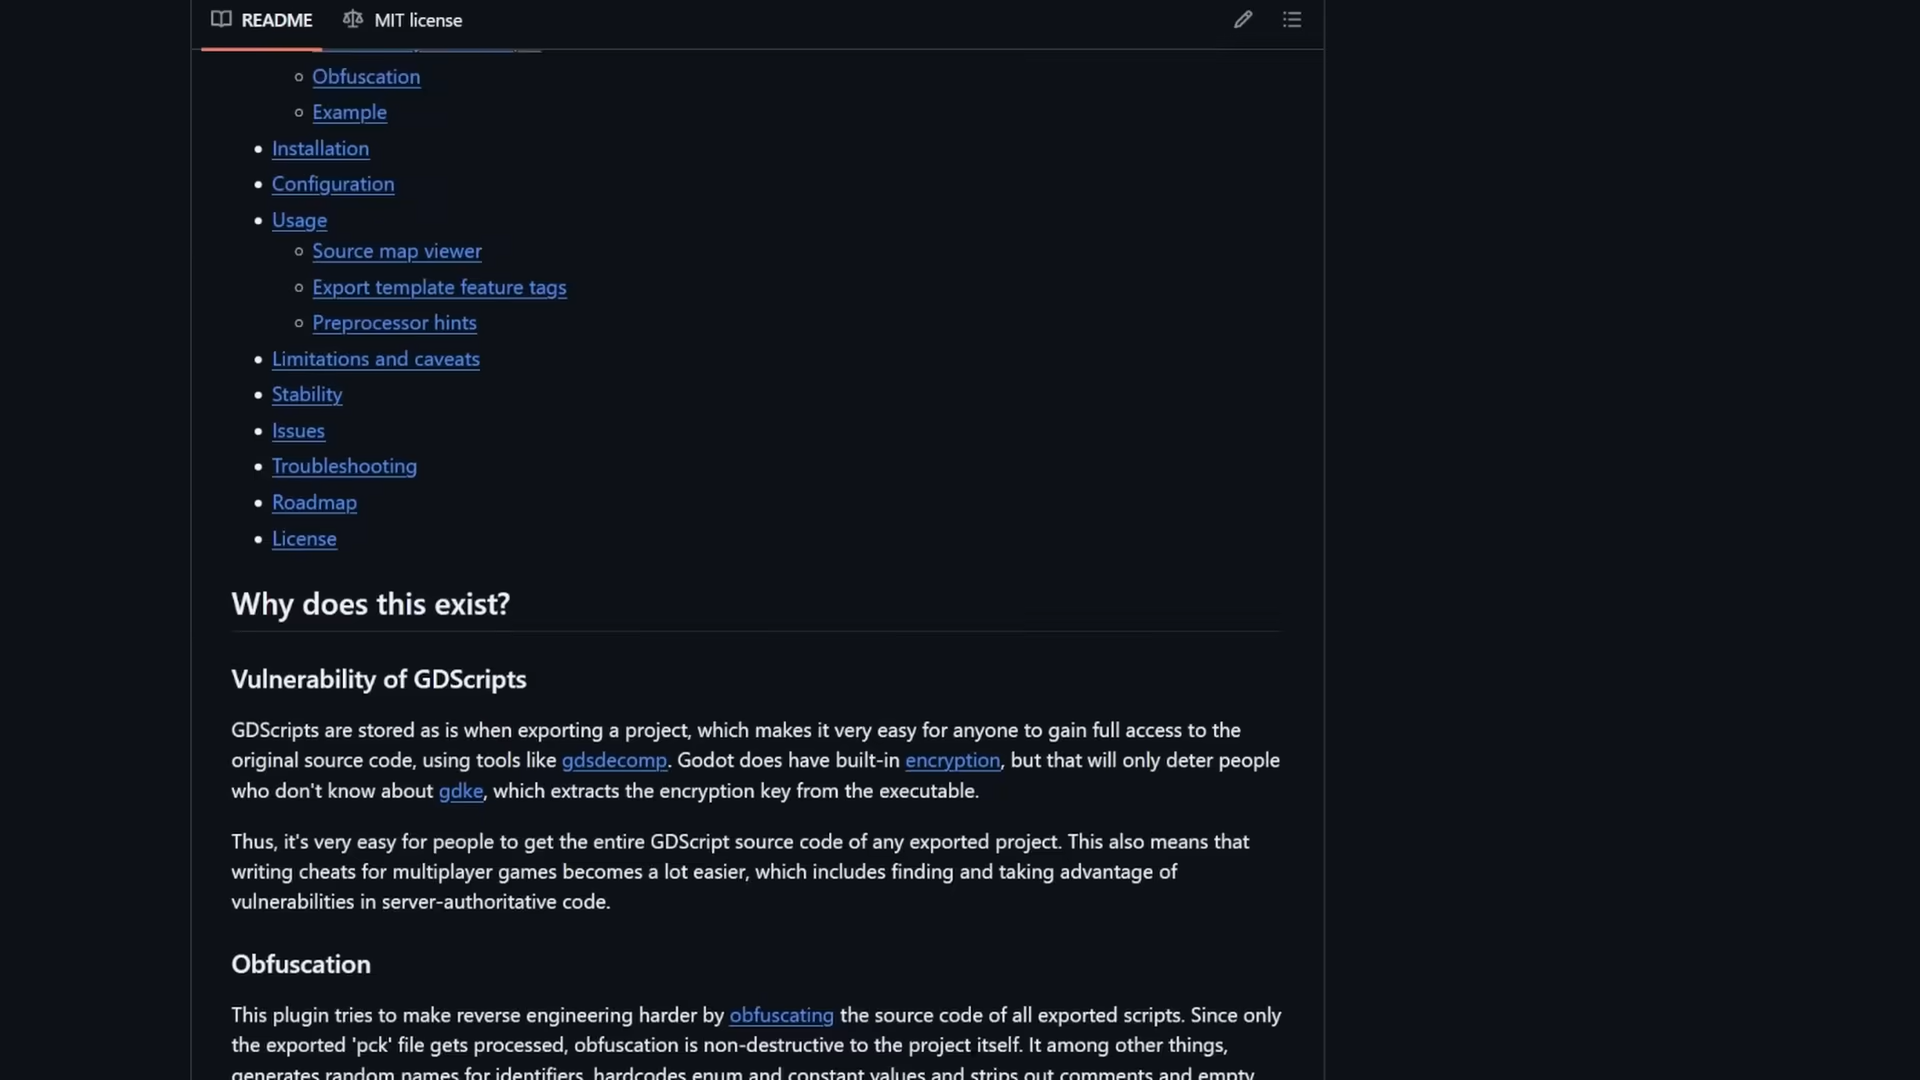 README
MIT license
Obfuscation
Example
Installation
Configuration
Usage
Source map viewer
Export template feature tags
Preprocessor hints
Limitations and caveats
Stability
Issues
Troubleshooting
Roadmap
License
Why does this exist?
Vulnerability of GDScripts
GDScripts are stored as is when exporting a project, which makes it very easy for anyone to gain full access to the
original source code, using tools like gdsdecomp. Godot does have built-in encryption, but that will only deter people
who don't know about gdke, which extracts the encryption key from the executable.
Thus, it's very easy for people to get the entire GDScript source code of any exported project. This also means that
writing cheats for multiplayer games becomes a lot easier, which includes finding and taking advantage of
vulnerabilities in server-authoritative code.
Obfuscation
This plugin tries to make reverse engineering harder by obfuscating the source code of all exported scripts. Since only
the exported 'pck' file gets processed, obfuscation is non-destructive to the project itself. It among other things,
generates random names for identifiers, hardcodes enum and constant values and strips out comments and empty